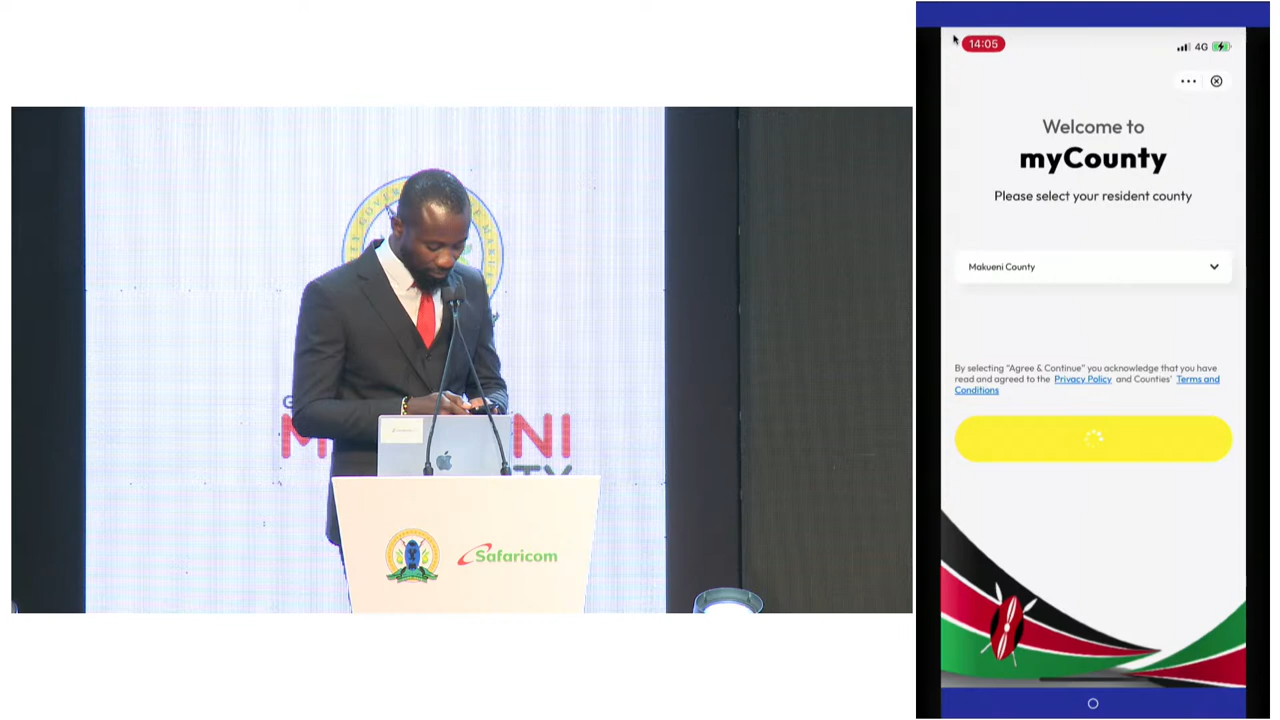 14:05
4G
Welcome to
myCounty
Please select your resident county
Makueni County
By selecting “Agree & Continue” you acknowledge that you have
read and agreed to the Privacy Policy and Counties’ Terms and
Conditions
Safaricom